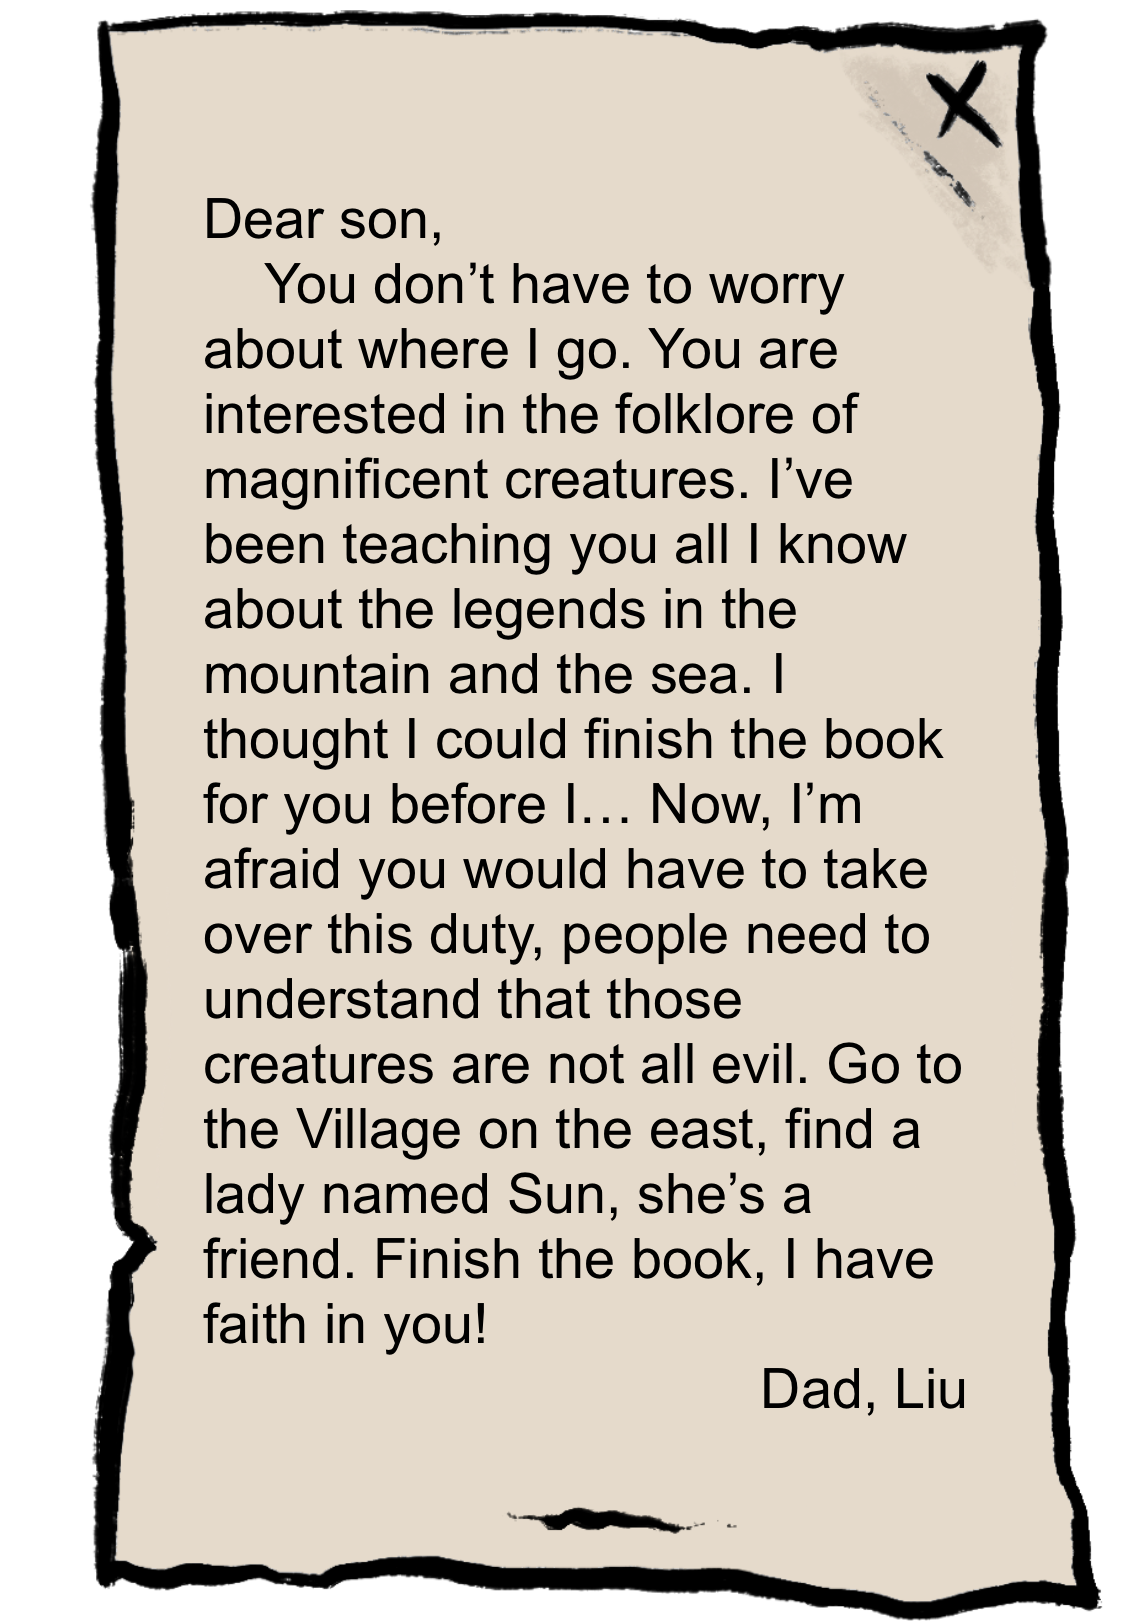 Dear son,
You don’t have to worry
about where I go. You are
interested in the folklore of
magnificent creatures. I’ve
been teaching you all I know
about the legends in the
mountain and the sea. I
thought I could finish the book
for you before I… Now, I’m
afraid you would have to take
over this duty, people need to
understand that those
creatures are not all evil. Go to
the Village on the east, find a
lady named Sun, she’s a
friend. Finish the book, I have
faith in you!
Dad, Liu